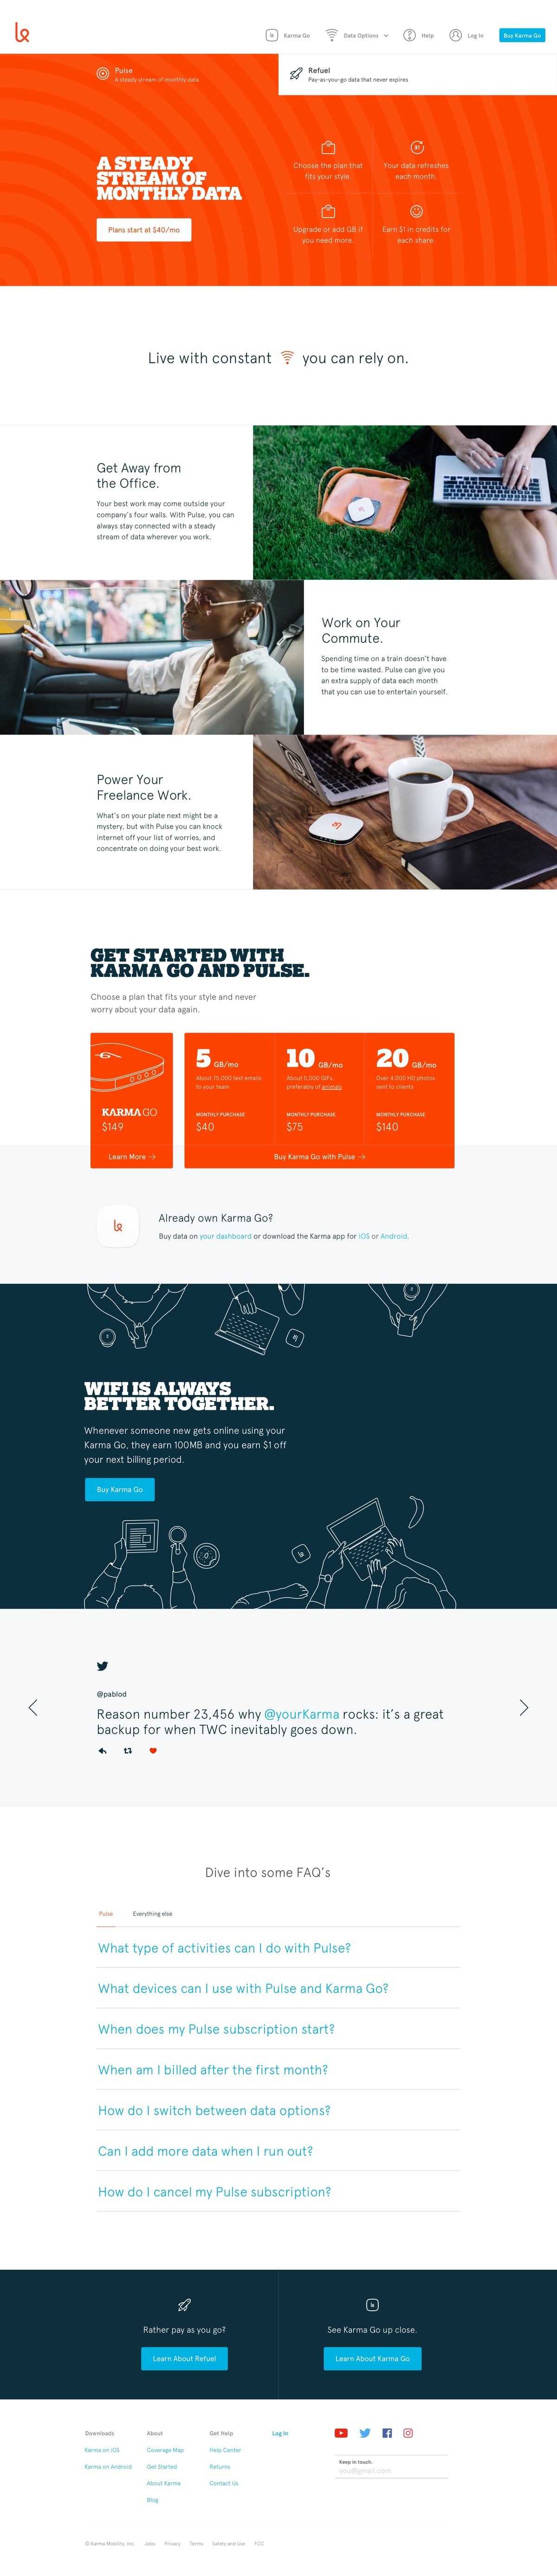 Karma Go
Data Options
Help
Log In
Buy Karma Go
Pulse
A steady stream of monthly data
Refuel
Pay-as-you-go data that never expires
A STEADY
STREAM OF
MONTHLY DATA
Plans start at $40/mo
Choose the plan that
fits your style.
31
Your data refreshes
each month.
Upgrade or add GB if
you need more.
Earn $1 in credits for
each share.
Live with constant you can rely on.
Get Away from
the Office.
Your best work may come outside your
company's four walls. With Pulse, you can
always stay connected with a steady
stream of data wherever you work.
Work on Your
Commute.
Spending time on a train doesn't have
to be time wasted. Pulse can give you
an extra supply of data each month
that you can use to entertain yourself.
Power Your
Freelance Work.
What's on your plate next might be a
mystery, but with Pulse you can knock
internet off your list of worries, and
concentrate on doing your best work.
GET STARTED WITH
KARMA GO AND PULSE.
Choose a plan that fits your style and never
worry about your data again.
KARMA GO
$149
Learn More →
5 GB/mo
About 75,000 text emails
to your team
MONTHLY PURCHASE
$40
10 GB/mo
About 5,000 GIFs,
preferably of animals
MONTHLY PURCHASE
$75
20 GB/mo
Over 4,000 HD photos
sent to clients
MONTHLY PURCHASE
$140
Buy Karma Go with Pulse →
Already own Karma Go?
Buy data on your dashboard or download the Karma app for iOS or Android.
WIFI IS ALWAYS
BETTER TOGETHER.
Whenever someone new gets online using your
Karma Go, they earn 100MB and you earn $1 off
your next billing period.
Buy Karma Go
@pablod
Reason number 23,456 why @yourKarma rocks: it's a great
backup for when TWC inevitably goes down.
Dive into some FAQ's
Pulse
Everything else
What type of activities can I do with Pulse?
What devices can I use with Pulse and Karma Go?
When does my Pulse subscription start?
When am I billed after the first month?
How do I switch between data options?
Can I add more data when I run out?
How do I cancel my Pulse subscription?
Rather pay as you go?
Learn About Refuel
See Karma Go up close.
Learn About Karma Go
Downloads
Karma on iOS
Karma on Android
About
Coverage Map
Get Started
About Karma
Blog
Get Help
Help Center
Returns
Contact Us
Log In
Keep in touch.
you@gmail.com
© Karma Mobility, Inc. Jobs Privacy Terms Safety and Use FCC